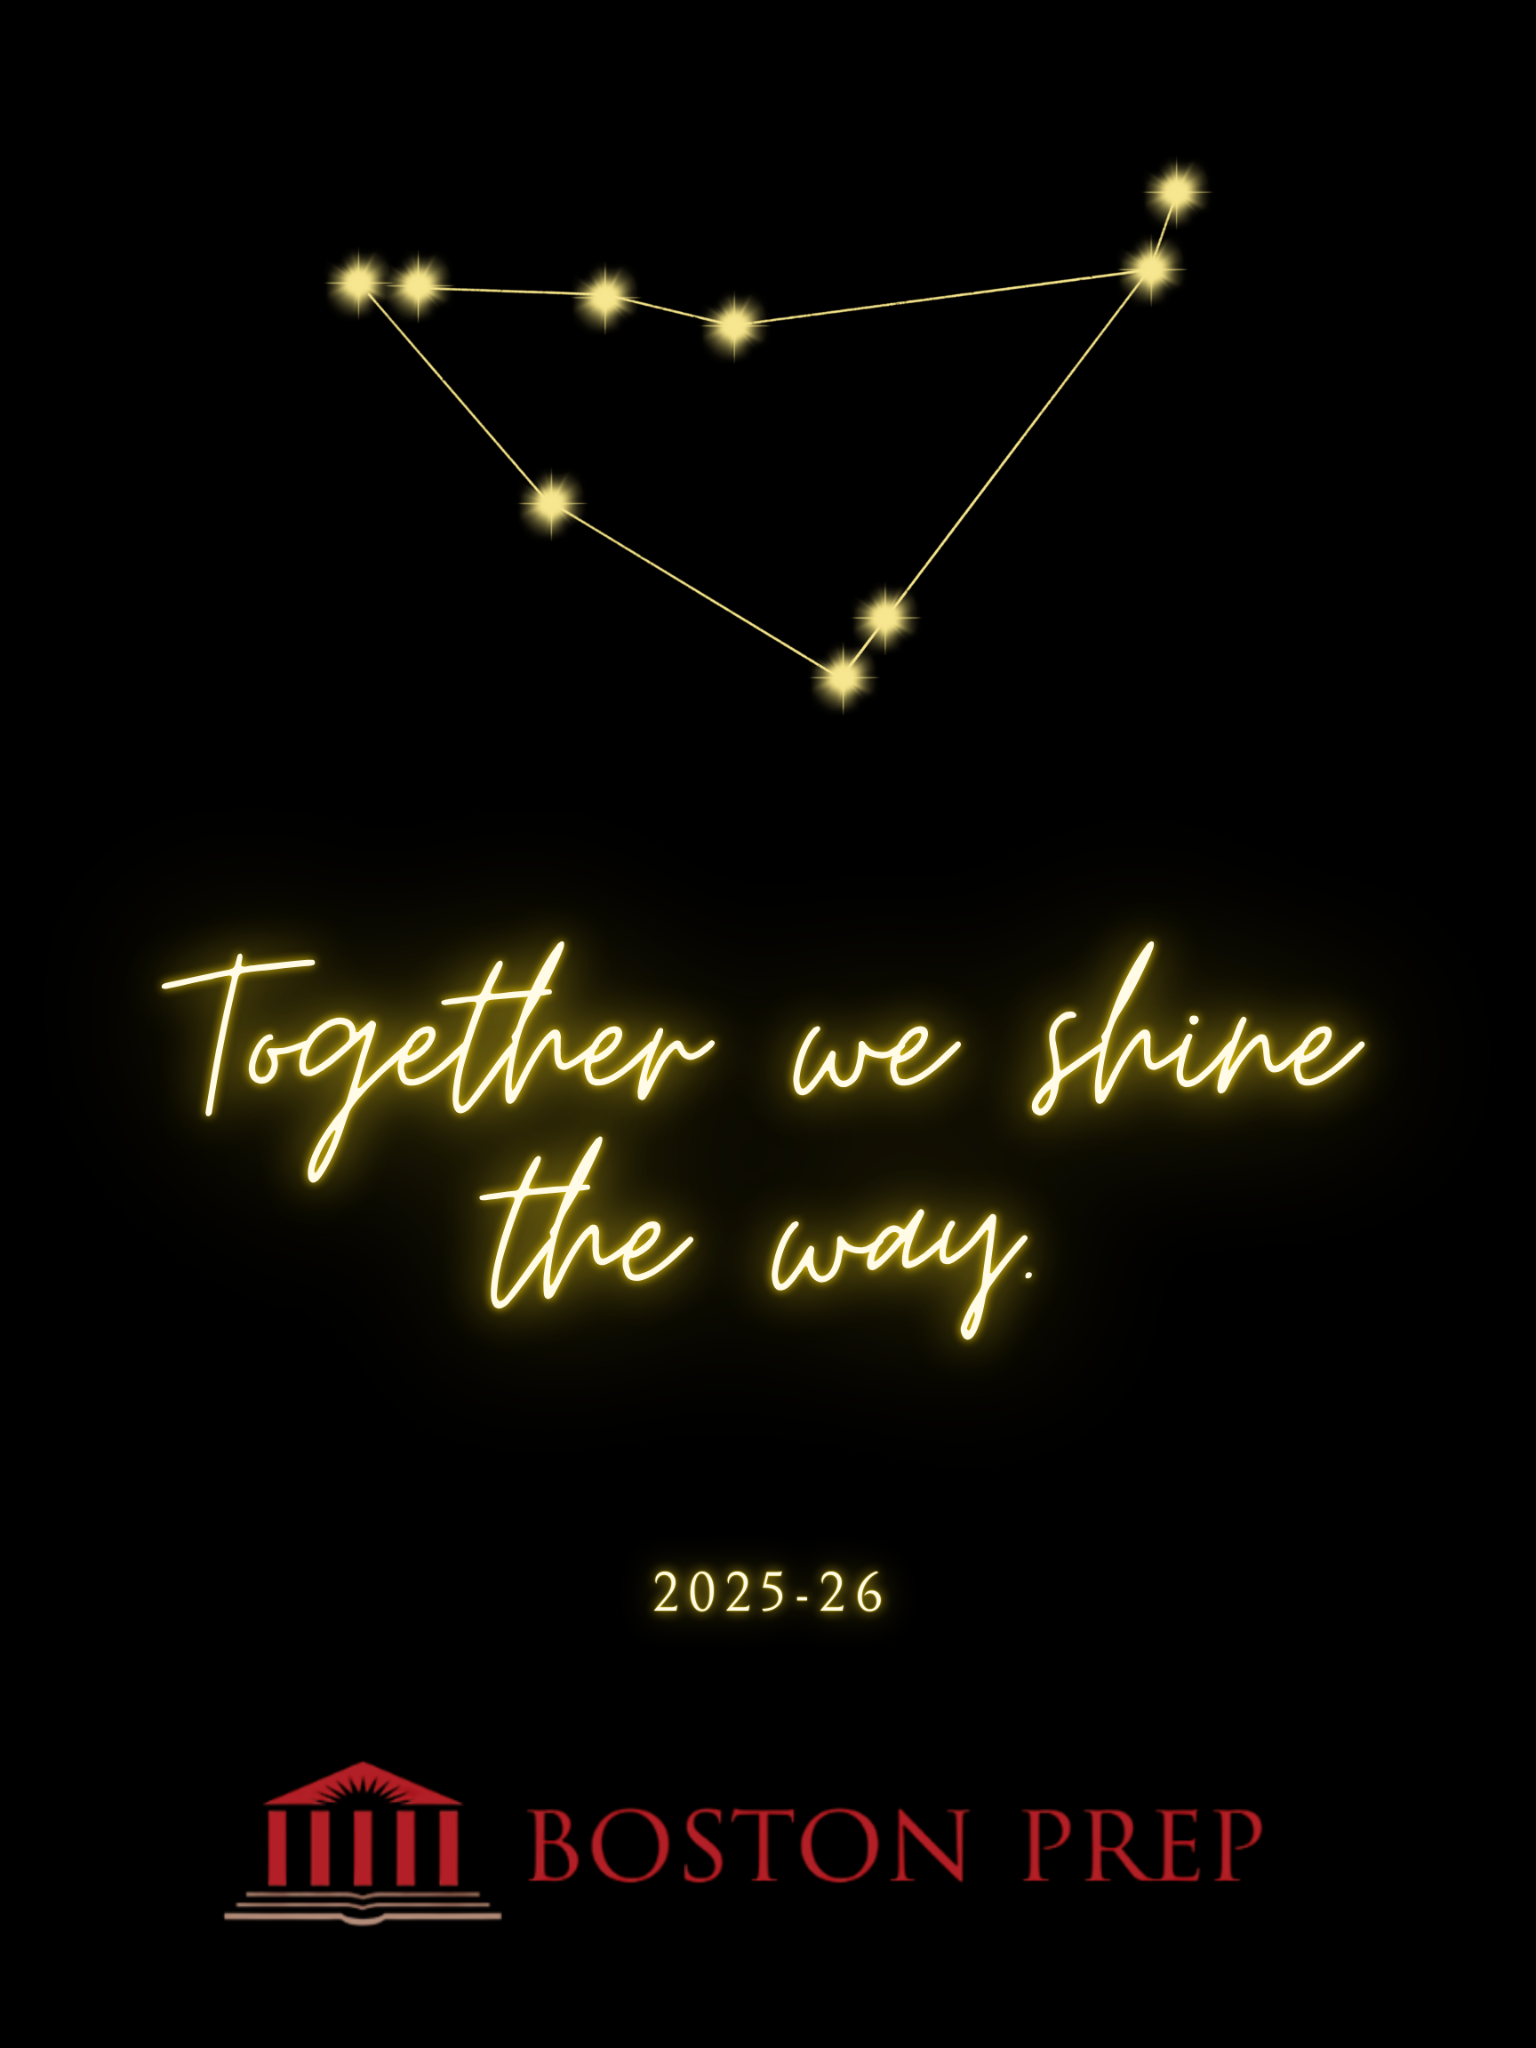 Together we shine
the way.
2025-26
BOSTON PREP